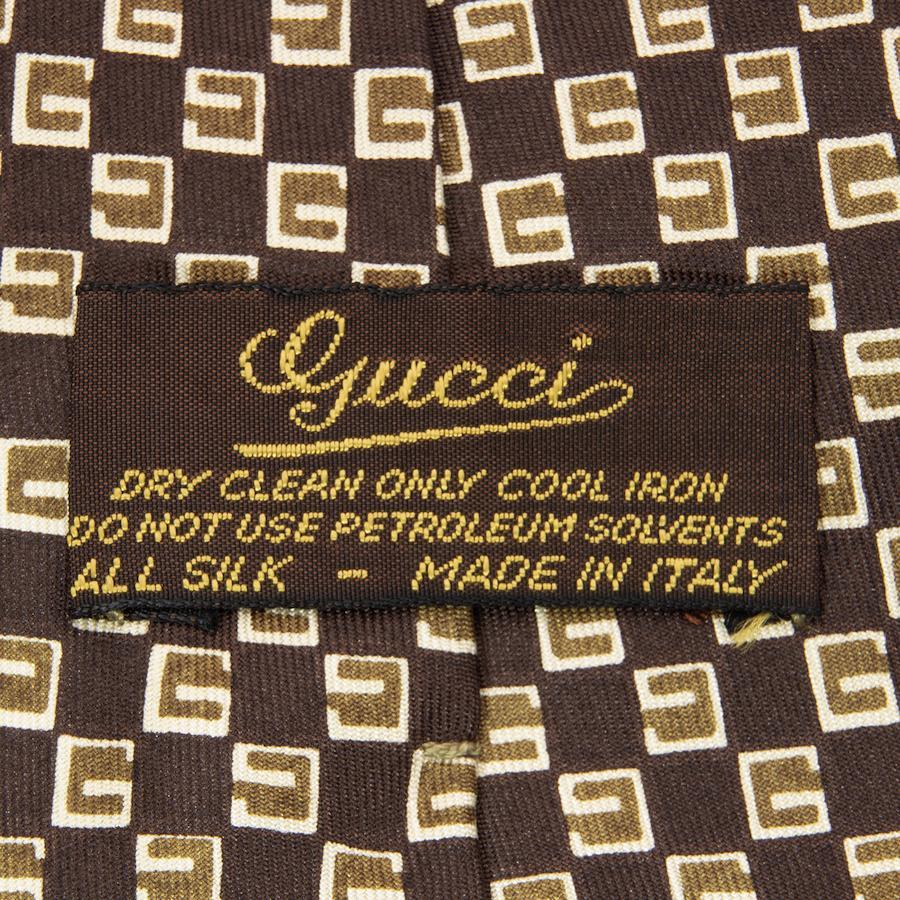 Gucci
DRY CLEAN ONLY COOL IRON
DO NOT USE PETROLEUM SOLVENTS
ALL SILK - MADE IN ITALY